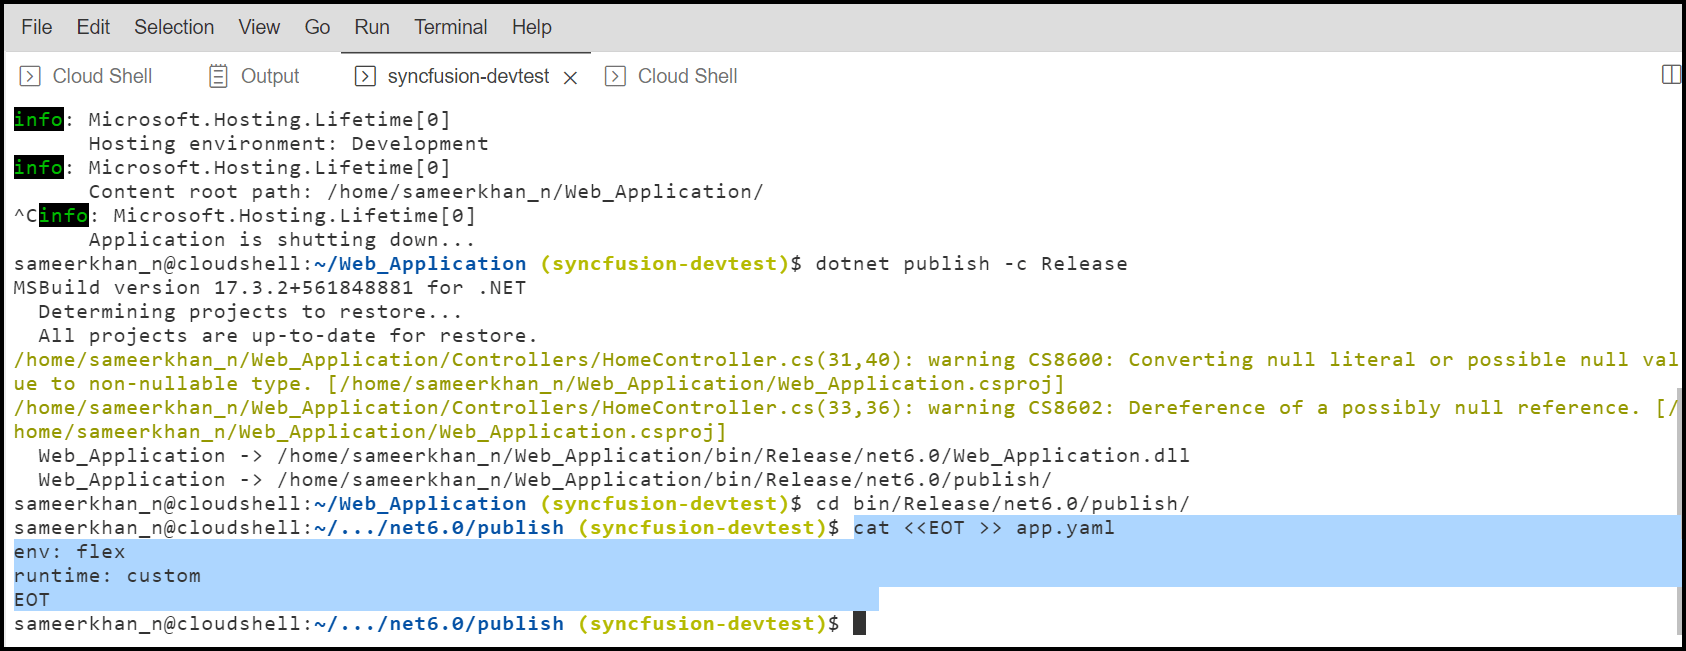 File Edit Selection View Go Run Terminal Help
Cloud Shell Output syncfusion-devtest Cloud Shell
info: Microsoft.Hosting.Lifetime[0]
      Hosting environment: Development
info: Microsoft.Hosting.Lifetime[0]
      Content root path: /home/sameerkhan_n/Web_Application/
^Cinfo: Microsoft.Hosting.Lifetime[0]
      Application is shutting down...
sameerkhan_n@cloudshell:~/Web_Application (syncfusion-devtest)$ dotnet publish -c Release
MSBuild version 17.3.2+561848881 for .NET
  Determining projects to restore...
  All projects are up-to-date for restore.
/home/sameerkhan_n/Web_Application/Controllers/HomeController.cs(31,40): warning CS8600: Converting null literal or possible null val
ue to non-nullable type. [/home/sameerkhan_n/Web_Application/Web_Application.csproj]
/home/sameerkhan_n/Web_Application/Controllers/HomeController.cs(33,36): warning CS8602: Dereference of a possibly null reference. [/
home/sameerkhan_n/Web_Application/Web_Application.csproj]
  Web_Application -> /home/sameerkhan_n/Web_Application/bin/Release/net6.0/Web_Application.dll
  Web_Application -> /home/sameerkhan_n/Web_Application/bin/Release/net6.0/publish/
sameerkhan_n@cloudshell:~/Web_Application (syncfusion-devtest)$ cd bin/Release/net6.0/publish/
sameerkhan_n@cloudshell:~/.../net6.0/publish (syncfusion-devtest)$ cat <<EOT >> app.yaml
env: flex
runtime: custom
EOT
sameerkhan_n@cloudshell:~/.../net6.0/publish (syncfusion-devtest)$